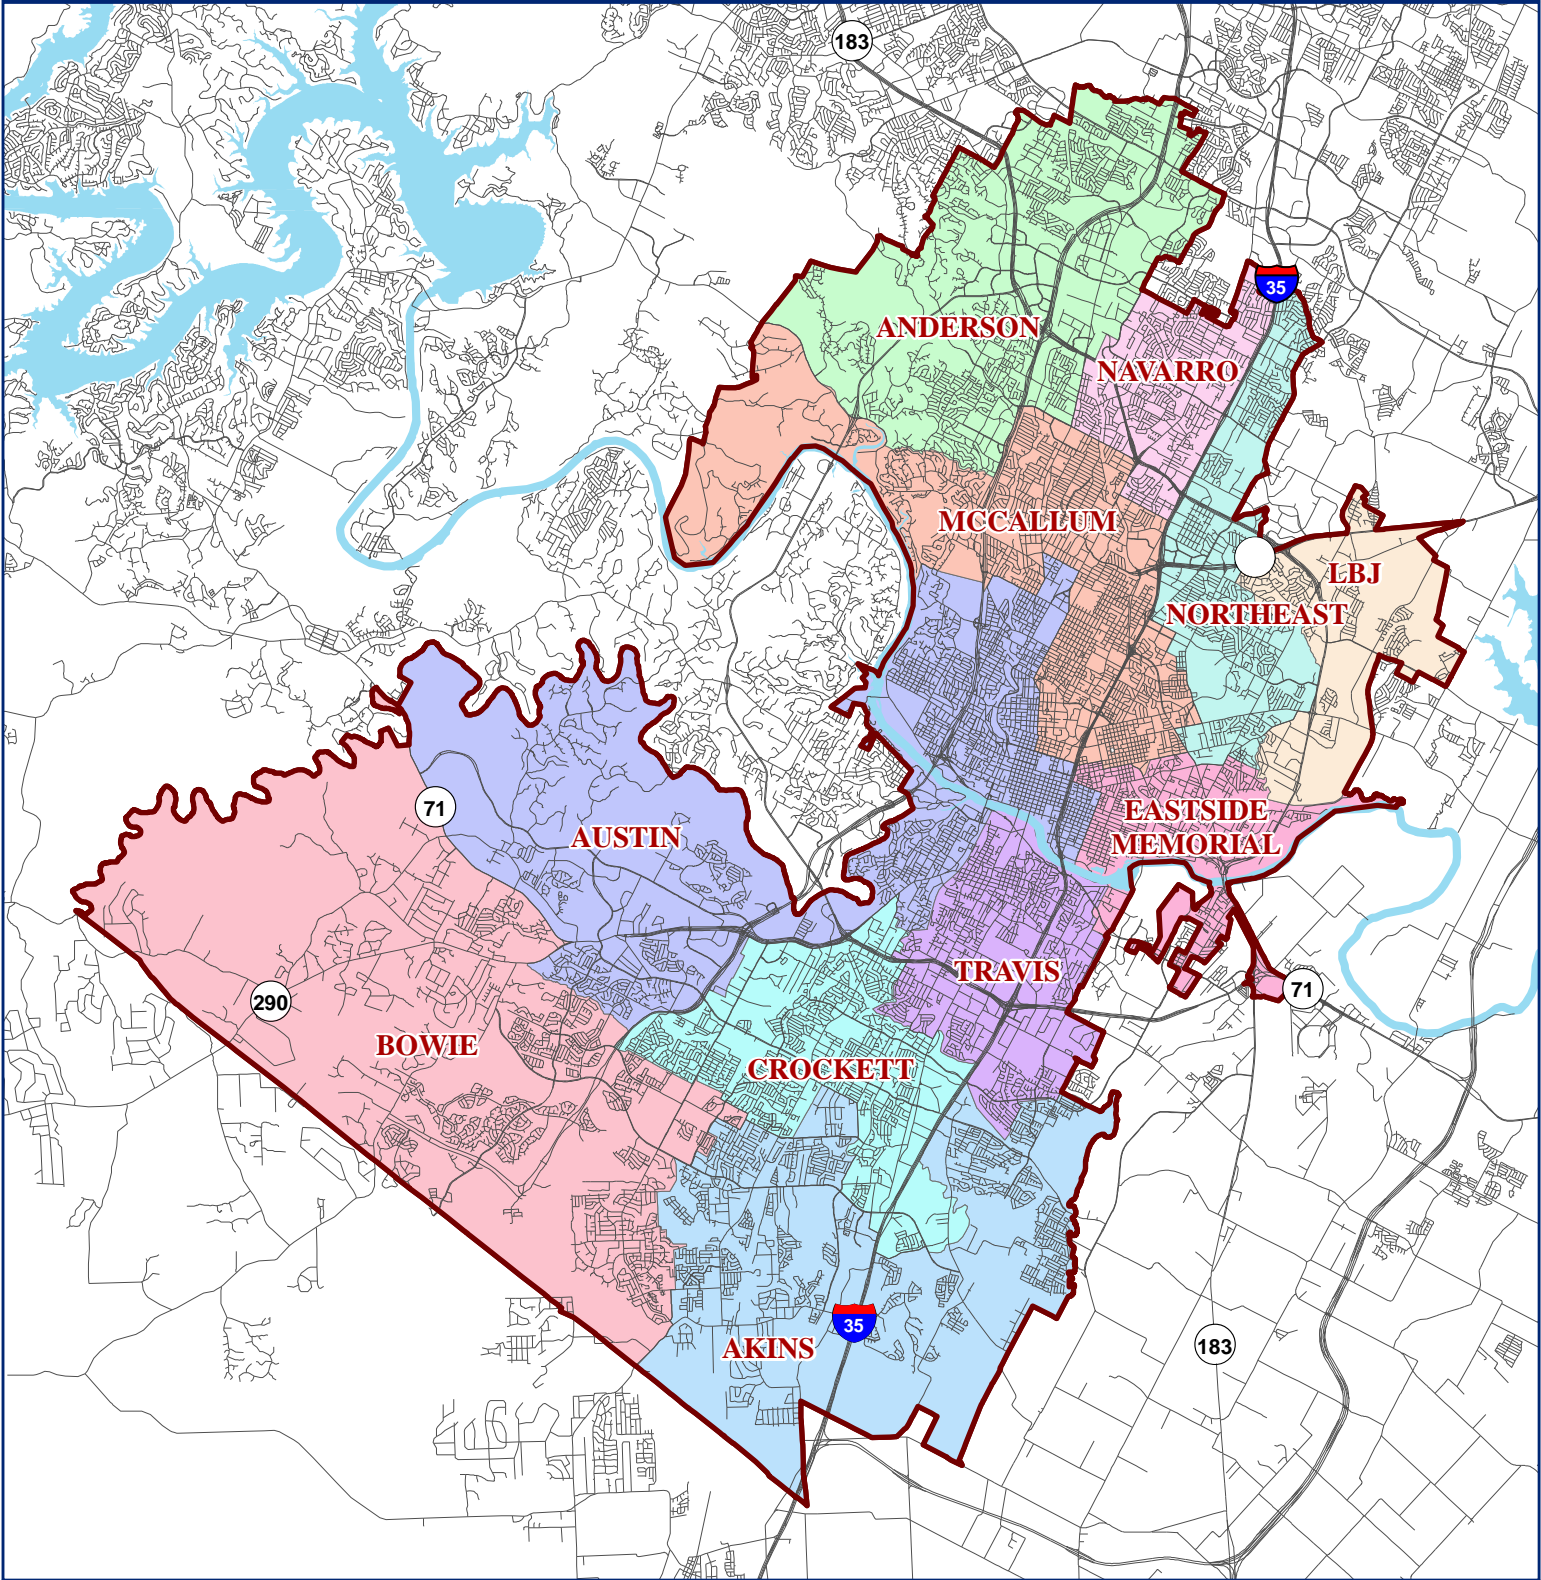 183
35
ANDERSON
NAVARRO
MCCALLUM
LBJ
NORTHEAST
71
EASTSIDE
MEMORIAL
AUSTIN
TRAVIS
71
290
BOWIE
CROCKETT
35
AKINS
183